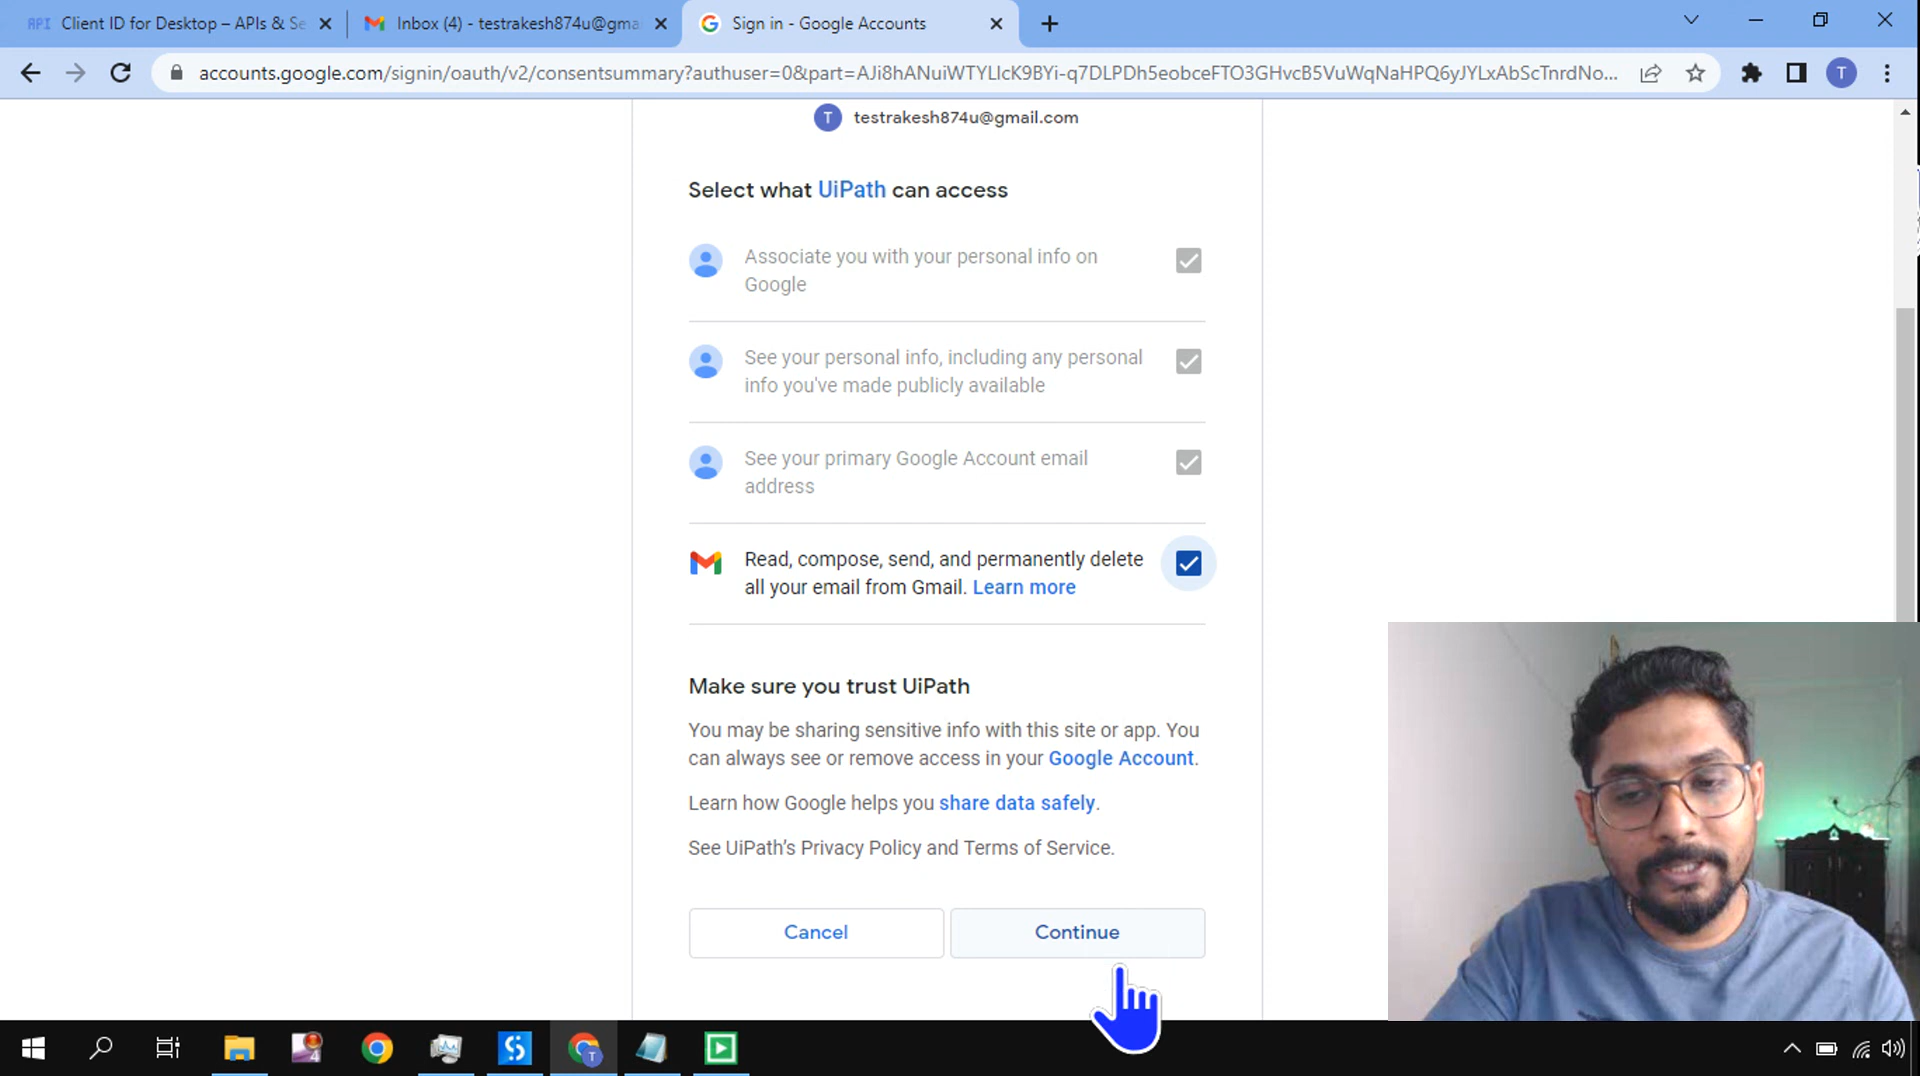 API Client ID for Desktop – APIs & Se
Inbox (4) - testrakesh874u@gma
Sign in - Google Accounts
accounts.google.com/signin/oauth/v2/consentsummary?authuser=0&part=AJi8hANuiWTYLIcK9BYi-q7DLPDh5eobceFTO3GHvcB5VuWqNaHPQ6yJYLxAbScTnrdNo...
T
T testrakesh874u@gmail.com
Select what UiPath can access
Associate you with your personal info on
Google
See your personal info, including any personal
info you've made publicly available
See your primary Google Account email
address
Read, compose, send, and permanently delete
all your email from Gmail. Learn more
Make sure you trust UiPath
You may be sharing sensitive info with this site or app. You
can always see or remove access in your Google Account.
Learn how Google helps you share data safely.
See UiPath's Privacy Policy and Terms of Service.
Cancel
Continue
4
T